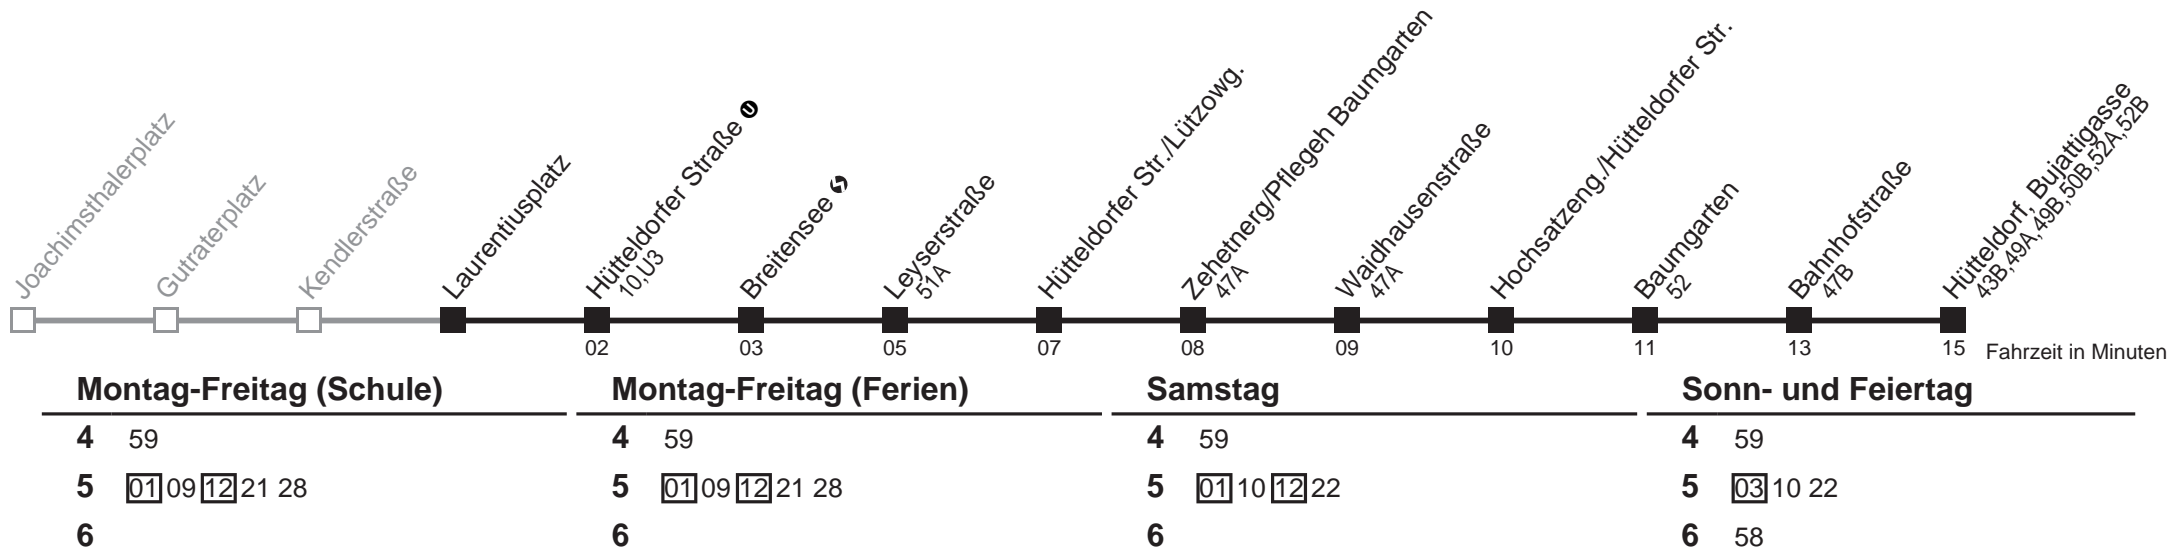 Joachimsthalerplatz
Gutraterplatz
Kendlerstraße
Laurentiusplatz
Hütteldorfer Straße U
10,U3
Breitensee
Leyserstraße
51A
Hütteldorfer Str./Lützowg.
Zehetnerg/Pflegeh Baumgarten
47A
Waidhausenstraße
47A
Hochsatzeng./Hütteldorfer Str.
Baumgarten
52
Bahnhofstraße
47B
Hütteldorf, Bujattigasse
43B,49A,49B,50B,52A,52B
02 03 05 07 08 09 10 11 13 15 Fahrzeit in Minuten
Montag-Freitag (Schule)
4 59
5 01 09 12 21 28
6
Montag-Freitag (Ferien)
4 59
5 01 09 12 21 28
6
Samstag
4 59
5 01 10 12 22
6
Sonn- und Feiertag
4 59
5 03 10 22
6 58